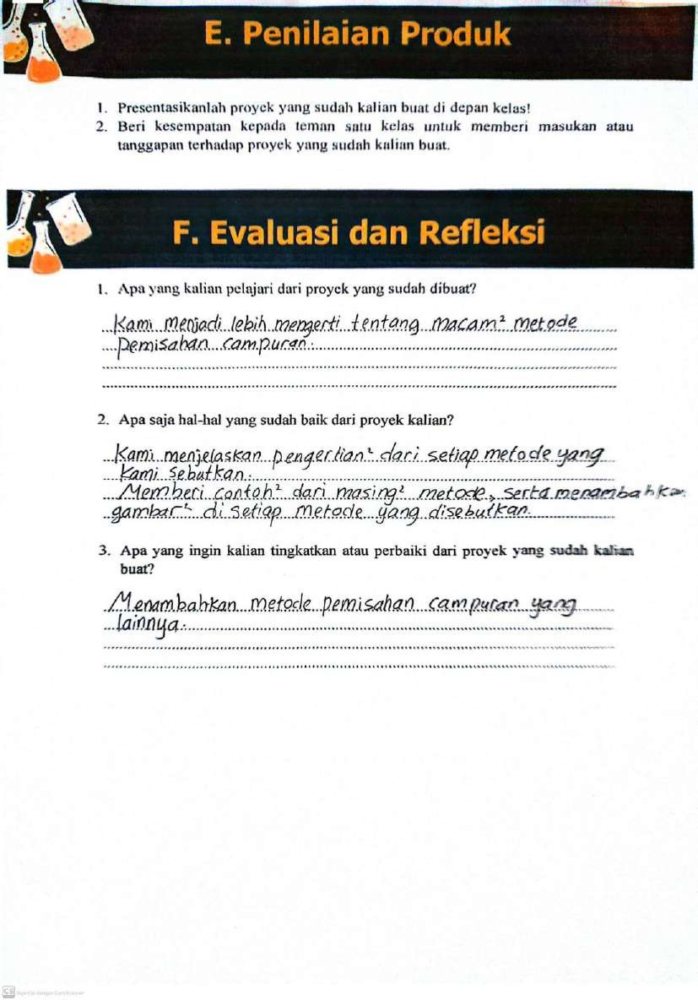 E. Penilaian Produk
1. Presentasikanlah proyek yang sudah kalian buat di depan kelas!
2. Beri kesempatan kepada teman satu kelas untuk memberi masukan atau
tanggapan terhadap proyek yang sudah kalian buat.
F. Evaluasi dan Refleksi
1. Apa yang kalian pelajari dari proyek yang sudah dibuat?
Kami menjadi lebih mengerti tentang macam² metode
pemisahan campuran.
2. Apa saja hal-hal yang sudah baik dari proyek kalian?
Kami menjelaskan pengertian² dari setiap metode yang
kami sebutkan.
Memberi contoh² dari masing² metode, serta menambahkan
gambar² di setiap metode yang disebutkan.
3. Apa yang ingin kalian tingkatkan atau perbaiki dari proyek yang sudah kalian
buat?
Menambahkan metode pemisahan campuran yang
lainnya.
CS